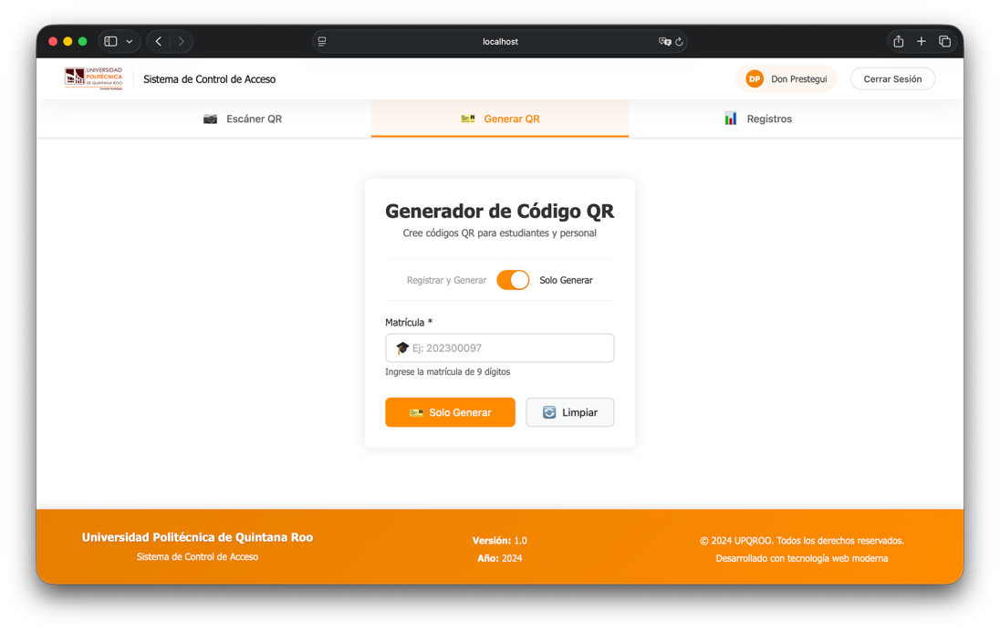 localhost
UNIVERSIDAD
POLITÉCNICA
DE QUINTANA ROO
Sistema de Control de Acceso
DP Don Prestegui
Cerrar Sesión
Escáner QR
Generar QR
Registros
Generador de Código QR
Cree códigos QR para estudiantes y personal
Registrar y Generar
Solo Generar
Matrícula *
Ej: 202300097
Ingrese la matrícula de 9 dígitos
Solo Generar
Limpiar
Universidad Politécnica de Quintana Roo
Sistema de Control de Acceso
Versión: 1.0
Año: 2024
© 2024 UPQROO. Todos los derechos reservados.
Desarrollado con tecnología web moderna